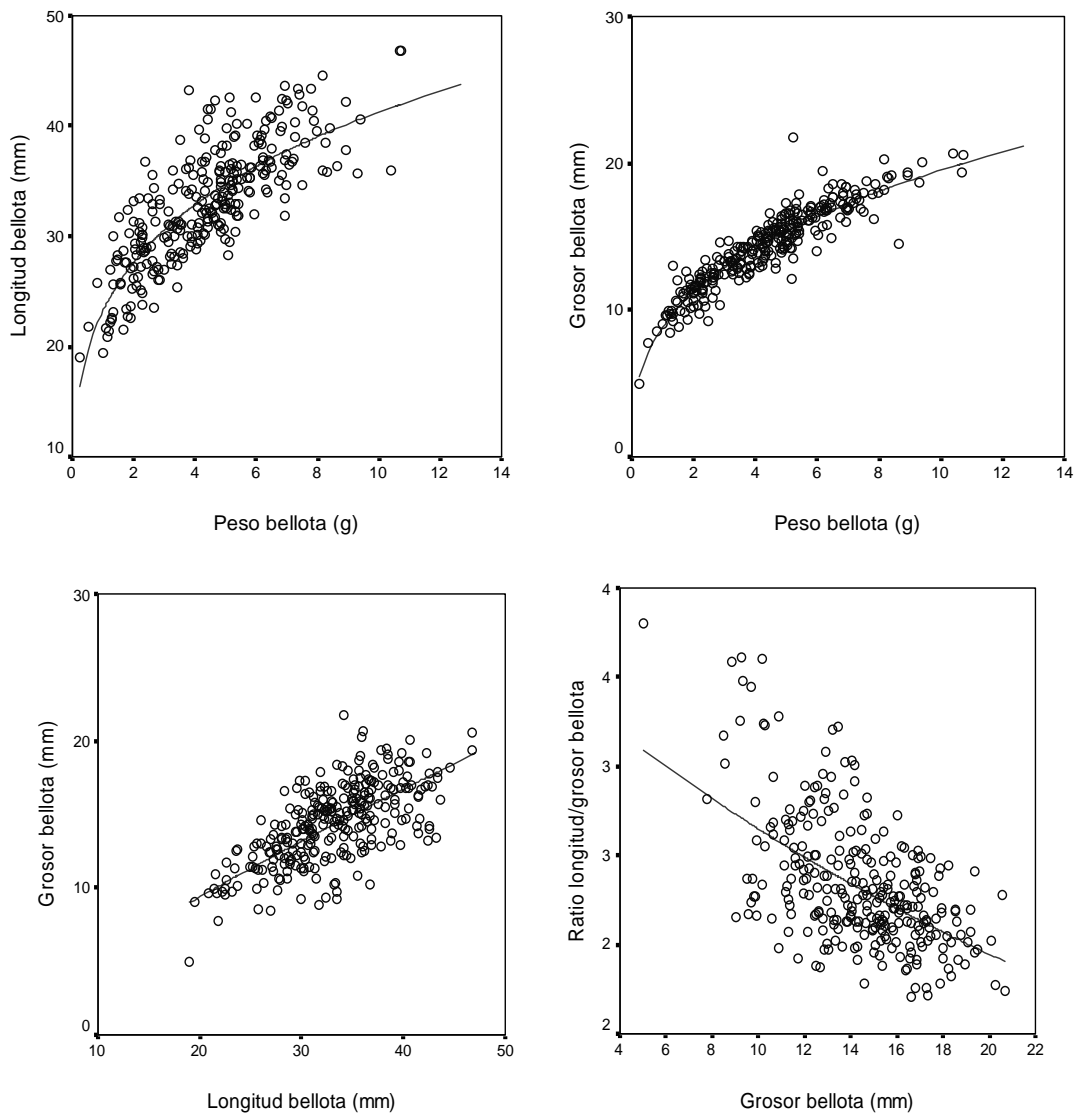 50
40
30
20
10
Longitud bellota (mm)
0 2 4 6 8 10 12 14
Peso bellota (g)
30
20
10
0
Grosor bellota (mm)
0 2 4 6 8 10 12 14
Peso bellota (g)
30
20
10
0
Grosor bellota (mm)
10 20 30 40 50
Longitud bellota (mm)
4
4
3
3
2
2
Ratio longitud/grosor bellota
4 6 8 10 12 14 16 18 20 22
Grosor bellota (mm)